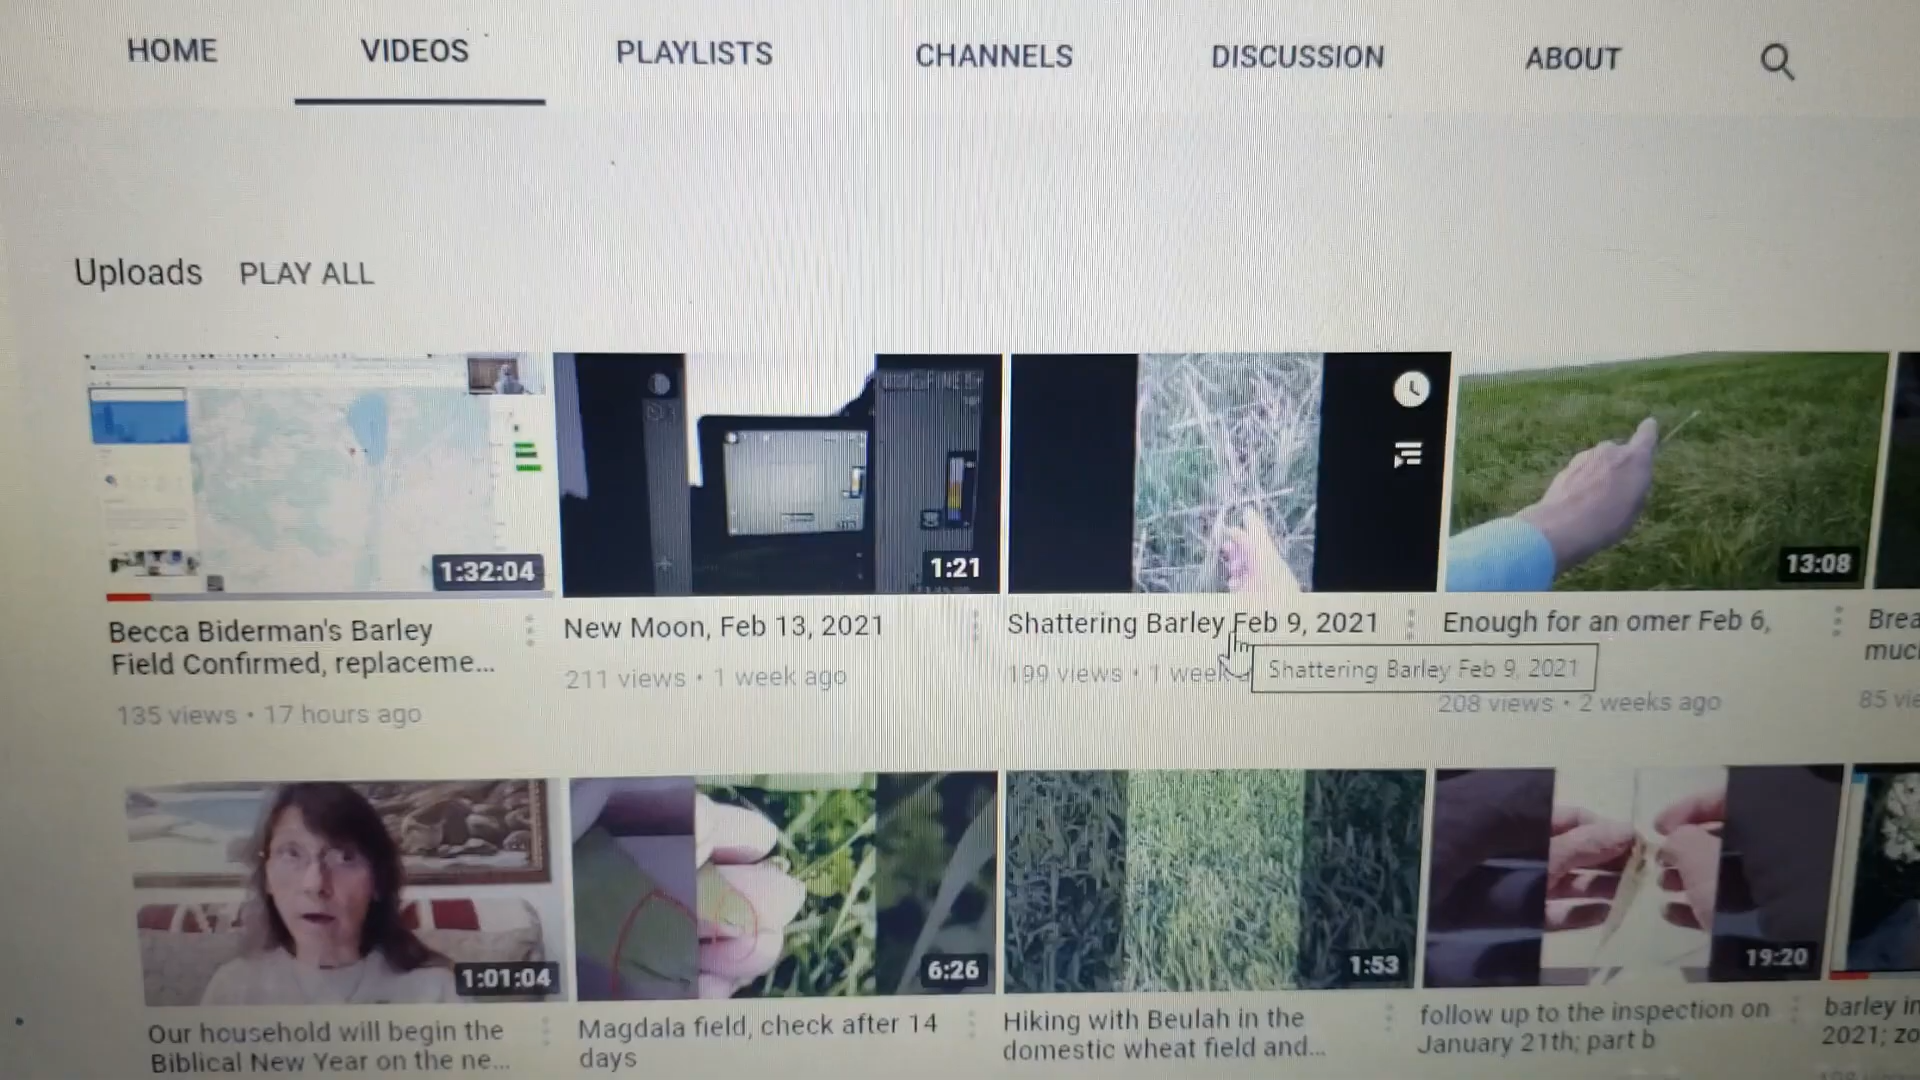 HOME VIDEOS PLAYLISTS CHANNELS DISCUSSION ABOUT
Uploads PLAY ALL
1:32:04
1:21
13:08
Becca Biderman's Barley
Field Confirmed, replaceme...
135 views • 17 hours ago
New Moon, Feb 13, 2021
211 views • 1 week ago
Shattering Barley Feb 9, 2021
199 views • 1 week
Shattering Barley Feb 9, 2021
Enough for an omer Feb 6,
208 views • 2 weeks ago
85
1:01:04
6:26
1:53
19:20
Our household will begin the
Biblical New Year on the ne...
Magdala field, check after 14
days
Hiking with Beulah in the
domestic wheat field and...
follow up to the inspection on
January 21th; part b
barley
2021;